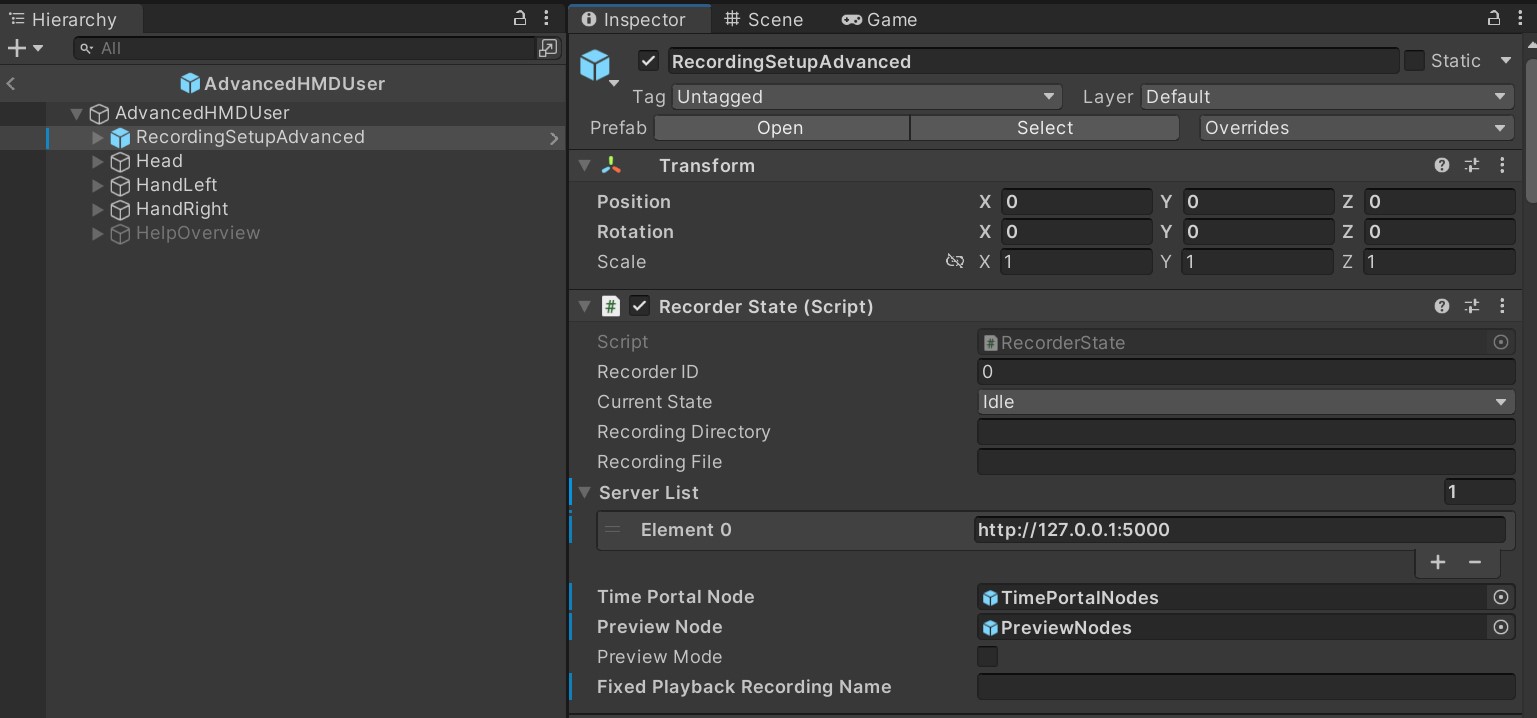 Hierarchy
All
AdvancedHMDUser
AdvancedHMDUser
RecordingSetupAdvanced
Head
HandLeft
HandRight
HelpOverview
Inspector Scene Game
RecordingSetupAdvanced Static
Tag Untagged Layer Default
Prefab Open Select Overrides
Transform
Position X 0 Y 0 Z 0
Rotation X 0 Y 0 Z 0
Scale X 1 Y 1 Z 1
# Recorder State (Script)
Script # RecorderState
Recorder ID 0
Current State Idle
Recording Directory
Recording File
Server List 1
Element 0 http://127.0.0.1:5000
+ −
Time Portal Node TimePortalNodes
Preview Node PreviewNodes
Preview Mode
Fixed Playback Recording Name